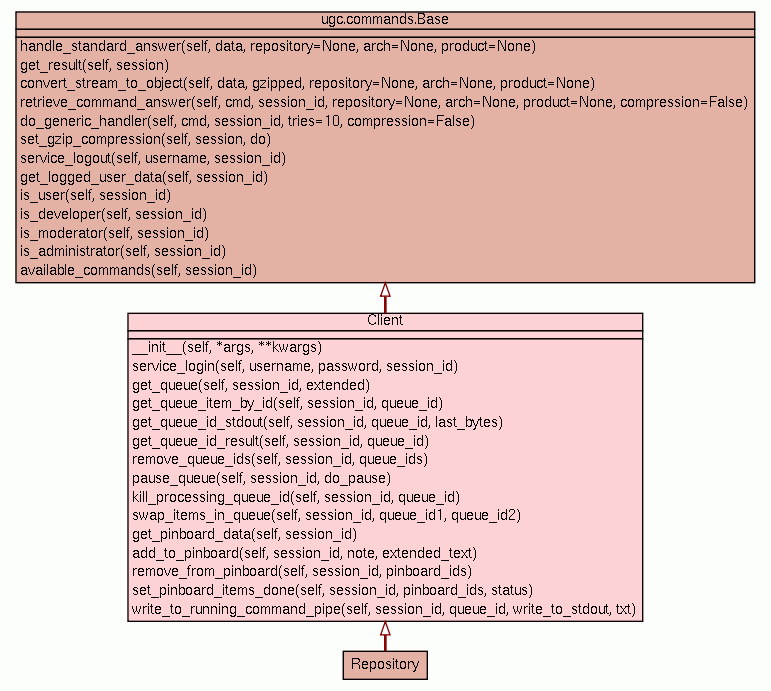 ugc.commands.Base
handle_standard_answer(self, data, repository=None, arch=None, product=None)
get_result(self, session)
convert_stream_to_object(self, data, gzipped, repository=None, arch=None, product=None)
retrieve_command_answer(self, cmd, session_id, repository=None, arch=None, product=None, compression=False)
do_generic_handler(self, cmd, session_id, tries=10, compression=False)
set_gzip_compression(self, session, do)
service_logout(self, username, session_id)
get_logged_user_data(self, session_id)
is_user(self, session_id)
is_developer(self, session_id)
is_moderator(self, session_id)
is_administrator(self, session_id)
available_commands(self, session_id)
Client
__init__(self, *args, **kwargs)
service_login(self, username, password, session_id)
get_queue(self, session_id, extended)
get_queue_item_by_id(self, session_id, queue_id)
get_queue_id_stdout(self, session_id, queue_id, last_bytes)
get_queue_id_result(self, session_id, queue_id)
remove_queue_ids(self, session_id, queue_ids)
pause_queue(self, session_id, do_pause)
kill_processing_queue_id(self, session_id, queue_id)
swap_items_in_queue(self, session_id, queue_id1, queue_id2)
get_pinboard_data(self, session_id)
add_to_pinboard(self, session_id, note, extended_text)
remove_from_pinboard(self, session_id, pinboard_ids)
set_pinboard_items_done(self, session_id, pinboard_ids, status)
write_to_running_command_pipe(self, session_id, queue_id, write_to_stdout, txt)
Repository